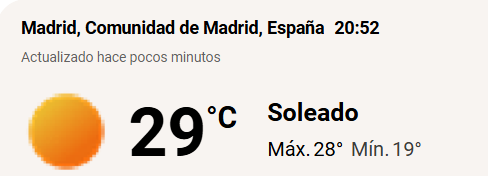 Madrid, Comunidad de Madrid, España 20:52
Actualizado hace pocos minutos
29°C
Soleado
Máx. 28° Mín. 19°